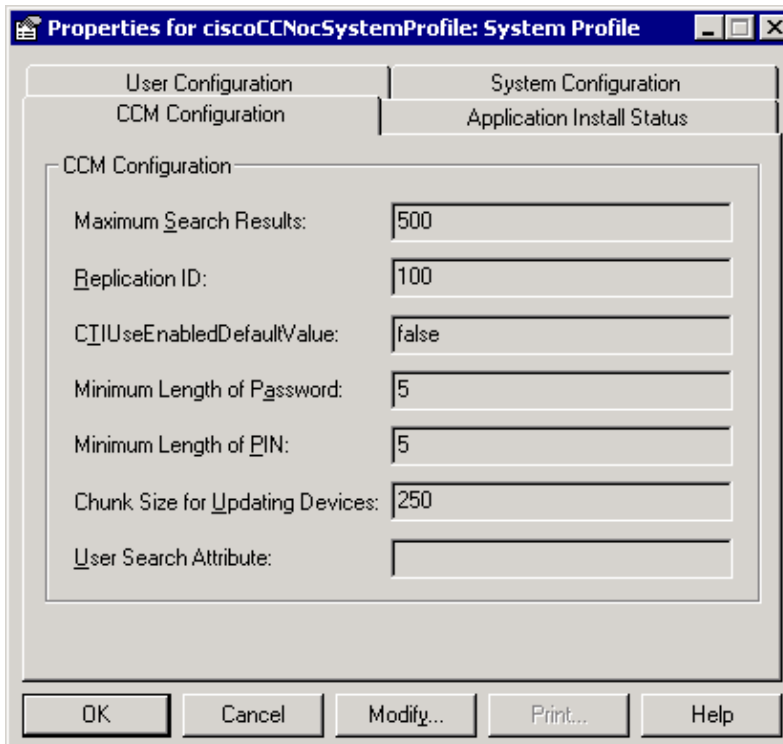 Properties for ciscoCCNocSystemProfile: System Profile
User Configuration
System Configuration
CCM Configuration
Application Install Status
CCM Configuration
Maximum Search Results: 500
Replication ID: 100
CTIUseEnabledDefaultValue: false
Minimum Length of Password: 5
Minimum Length of PIN: 5
Chunk Size for Updating Devices: 250
User Search Attribute:
OK Cancel Modify... Print... Help